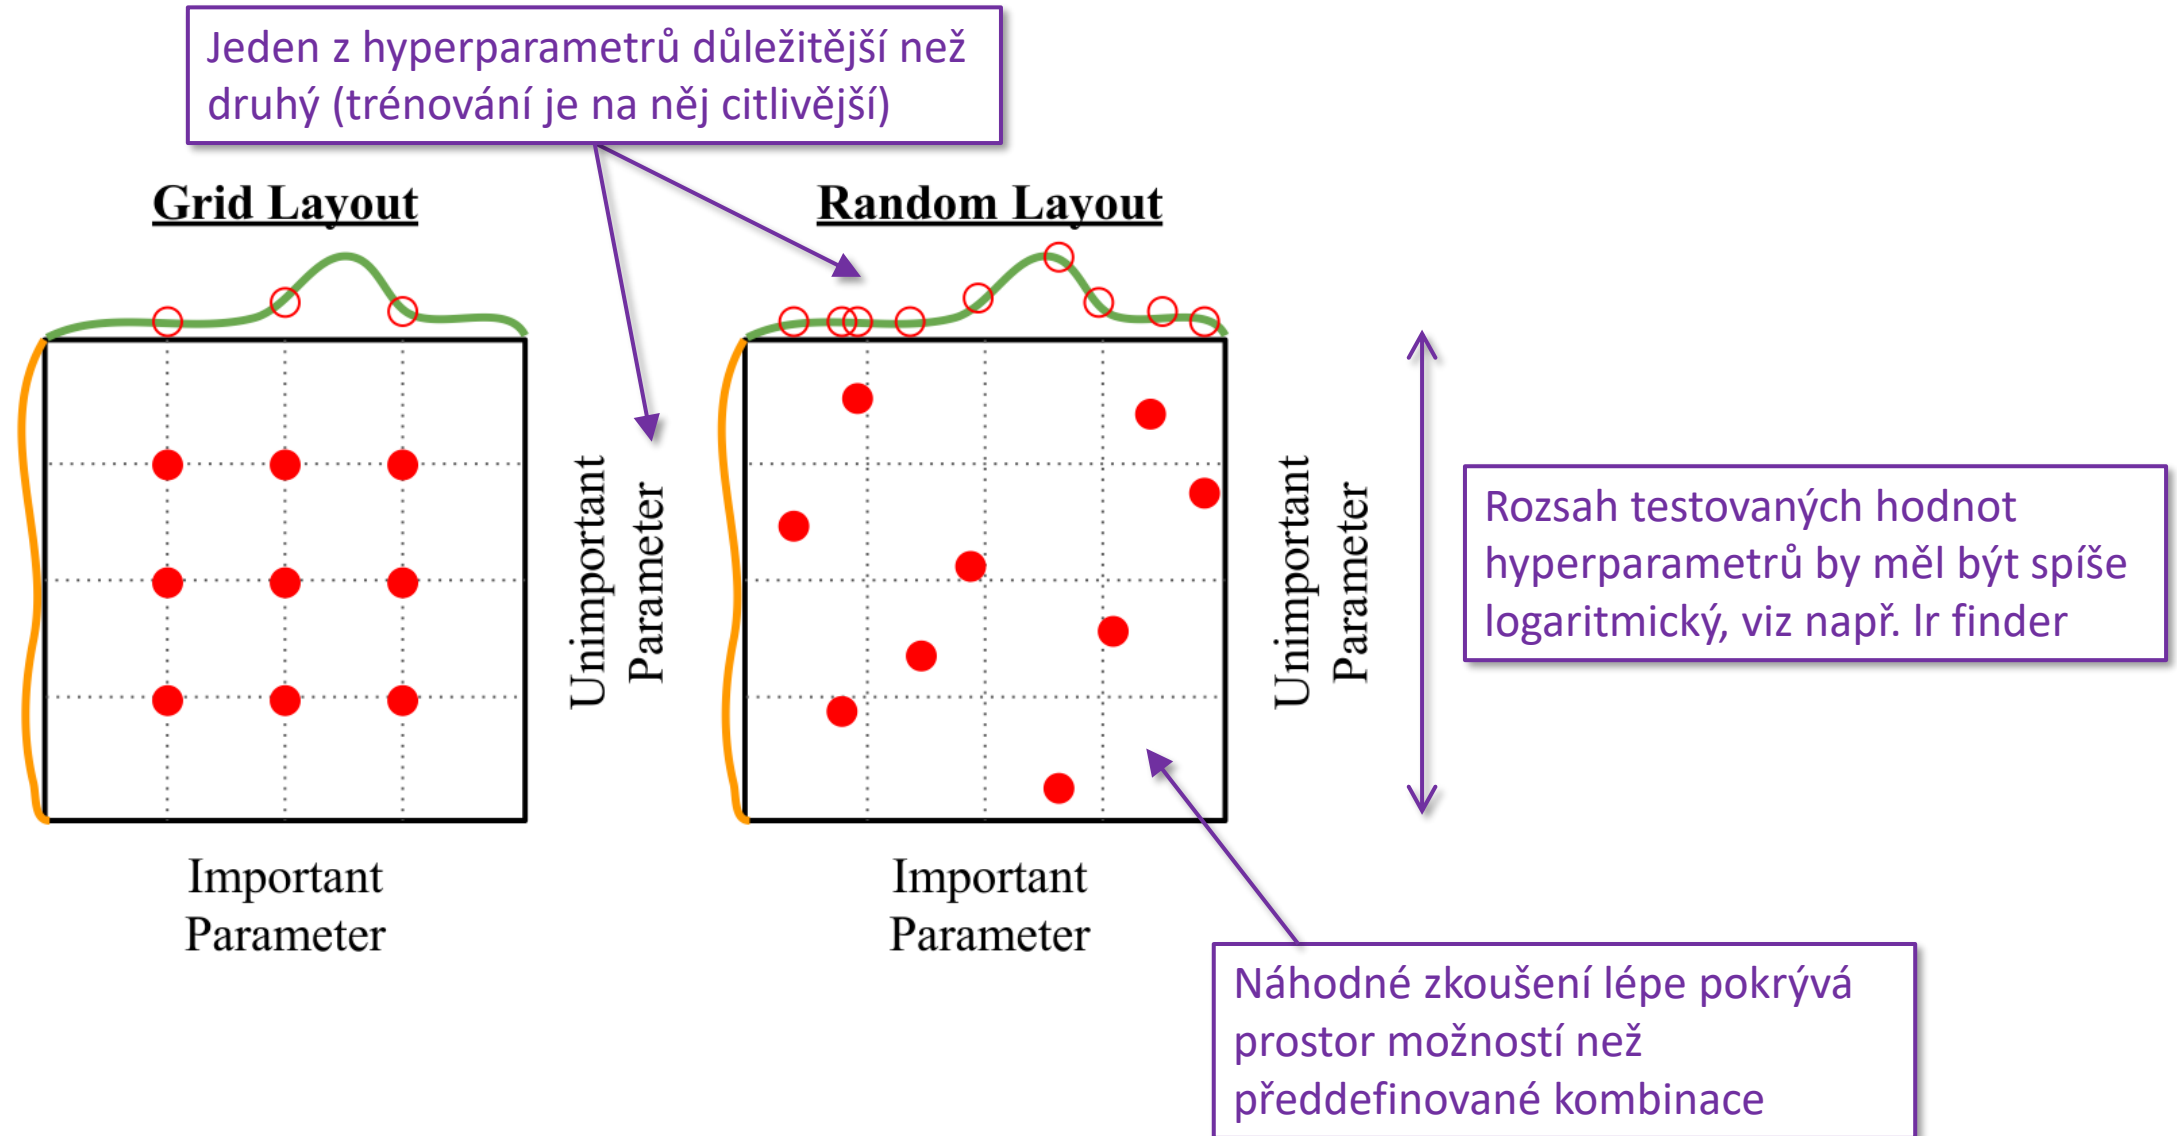 Jeden z hyperparametrů důležitější než
druhý (trénování je na něj citlivější)
Grid Layout
Random Layout
Unimportant
Parameter
Unimportant
Parameter
Rozsah testovaných hodnot
hyperparametrů by měl být spíše
logaritmický, viz např. lr finder
Important
Parameter
Important
Parameter
Náhodné zkoušení lépe pokrývá
prostor možností než
předdefinované kombinace